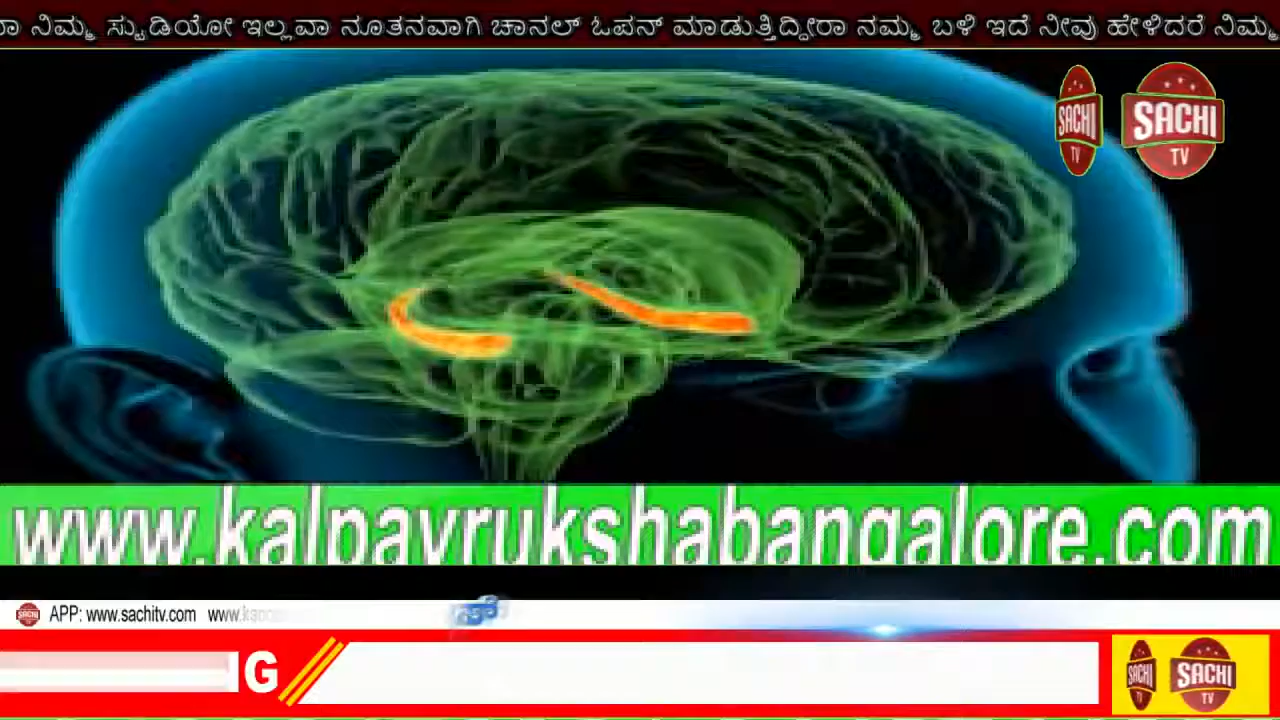 ನಿಮ್ಮ ಸ್ಟುಡಿಯೋ ಇಲ್ಲವಾ ನೂತನವಾಗಿ ಚಾನಲ್ ಓಪನ್ ಮಾಡುತ್ತಿದ್ದೀರಾ ನಮ್ಮ ಬಳಿ ಇದೆ ನೀವು ಹೇಳಿದರೆ ನಿಮ್ಮ
SACHI TV
SACHI TV
www.kalpavrukshabangalore.com
SACHI APP: www.sachitv.com
G
SACHI TV
SACHI TV